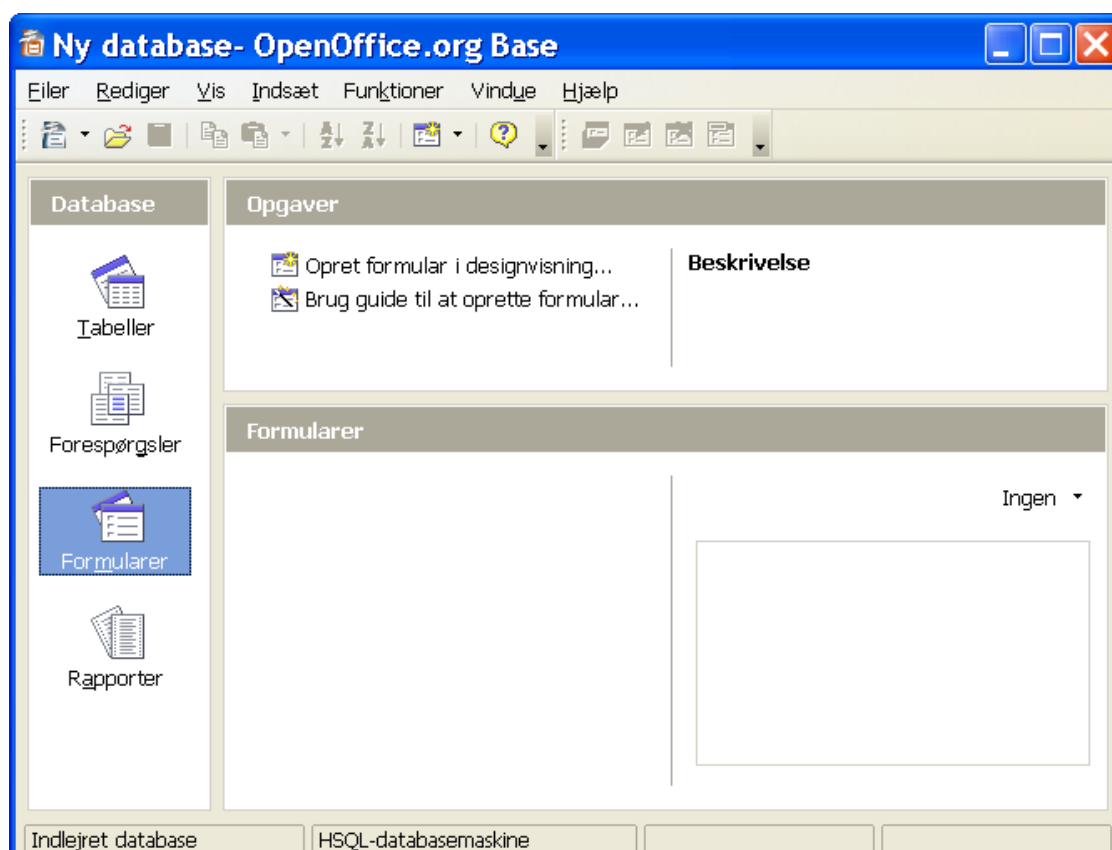 Ny database- OpenOffice.org Base
Filer Rediger Vis Indsæt Funktioner Vindue Hjælp
Database
Tabeller
Forespørgsler
Formularer
Rapporter
Opgaver
Opret formular i designvisning...
Brug guide til at oprette formular...
Beskrivelse
Formularer
Ingen
Indlejret database HSQL-databasemaskine